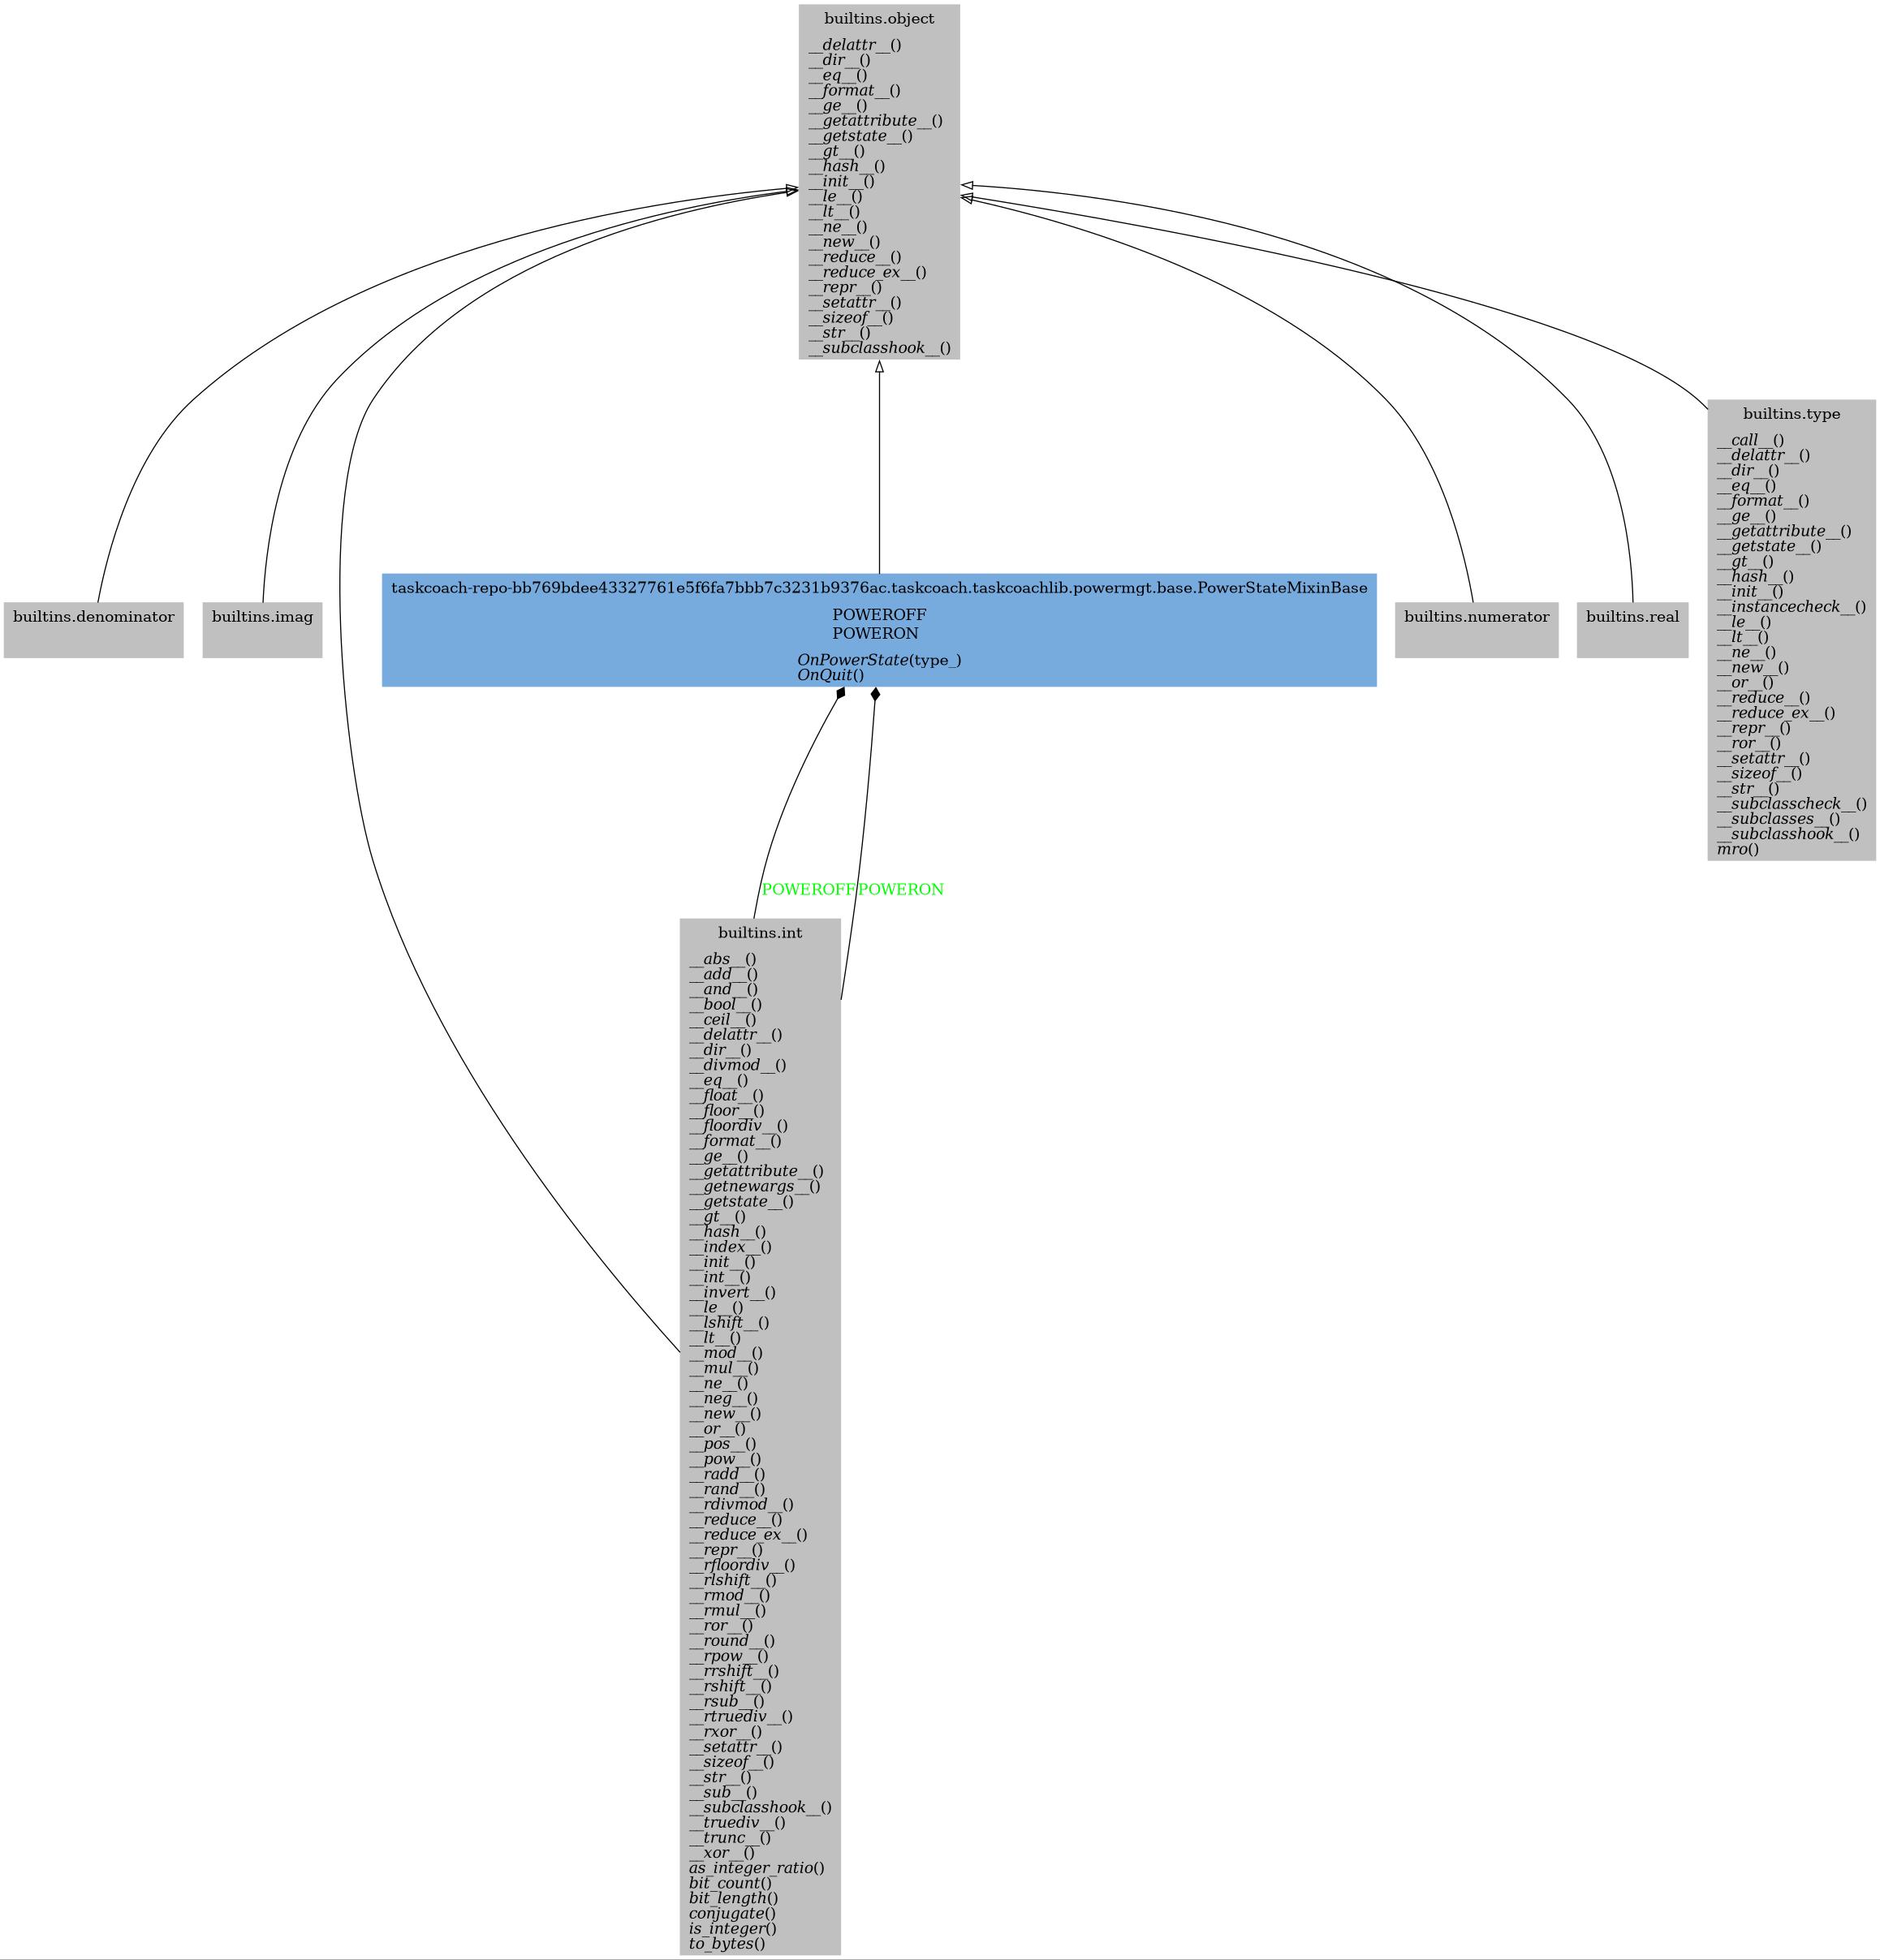 builtins.object
__delattr__()
__dir__()
__eq__()
__format__()
__ge__()
__getattribute__()
__getstate__()
__gt__()
__hash__()
__init__()
__le__()
__lt__()
__ne__()
__new__()
__reduce__()
__reduce_ex__()
__repr__()
__setattr__()
__sizeof__()
__str__()
__subclasshook__()
builtins.denominator
builtins.imag
taskcoach-repo-bb769bdee43327761e5f6fa7bbb7c3231b9376ac.taskcoach.taskcoachlib.powermgt.base.PowerStateMixinBase
POWEROFF
POWERON
OnPowerState(type_)
OnQuit()
builtins.numerator
builtins.real
builtins.type
__call__()
__delattr__()
__dir__()
__eq__()
__format__()
__ge__()
__getattribute__()
__getstate__()
__gt__()
__hash__()
__init__()
__instancecheck__()
__le__()
__lt__()
__ne__()
__new__()
__or__()
__reduce__()
__reduce_ex__()
__repr__()
__ror__()
__setattr__()
__sizeof__()
__str__()
__subclasscheck__()
__subclasses__()
__subclasshook__()
mro()
POWEROFF
POWERON
builtins.int
__abs__()
__add__()
__and__()
__bool__()
__ceil__()
__delattr__()
__dir__()
__divmod__()
__eq__()
__float__()
__floor__()
__floordiv__()
__format__()
__ge__()
__getattribute__()
__getnewargs__()
__getstate__()
__gt__()
__hash__()
__index__()
__init__()
__int__()
__invert__()
__le__()
__lshift__()
__lt__()
__mod__()
__mul__()
__ne__()
__neg__()
__new__()
__or__()
__pos__()
__pow__()
__radd__()
__rand__()
__rdivmod__()
__reduce__()
__reduce_ex__()
__repr__()
__rfloordiv__()
__rlshift__()
__rmod__()
__rmul__()
__ror__()
__round__()
__rpow__()
__rrshift__()
__rshift__()
__rsub__()
__rtruediv__()
__rxor__()
__setattr__()
__sizeof__()
__str__()
__sub__()
__subclasshook__()
__truediv__()
__trunc__()
__xor__()
as_integer_ratio()
bit_count()
bit_length()
conjugate()
is_integer()
to_bytes()